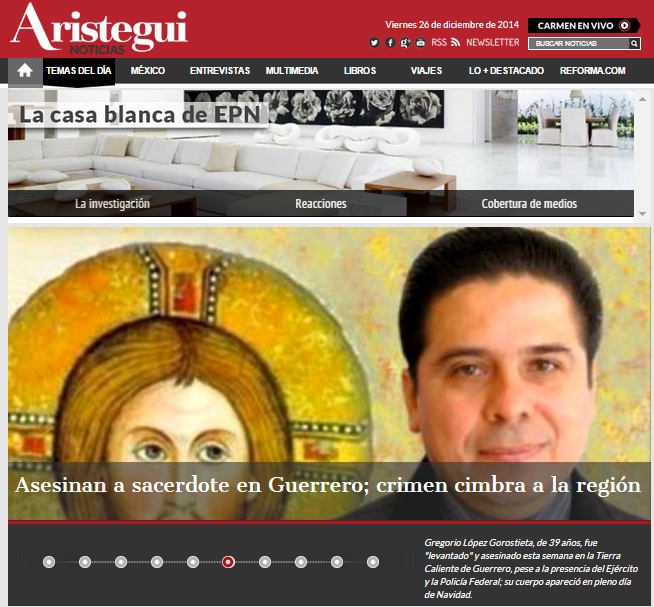 Aristegui
NOTICIAS
Viernes 26 de diciembre de 2014
CARMEN EN VIVO
RSS NEWSLETTER
BUSCAR NOTICIAS
TEMAS DEL DÍA MÉXICO ENTREVISTAS MULTIMEDIA LIBROS VIAJES LO + DESTACADO REFORMA.COM
La casa blanca de EPN
La investigación Reacciones Cobertura de medios
Asesinan a sacerdote en Guerrero; crimen cimbra a la región
Gregorio López Gorostieta, de 39 años, fue
"levantado" y asesinado esta semana en la Tierra
Caliente de Guerrero, pese a la presencia del Ejército
y la Policía Federal; su cuerpo apareció en pleno día
de Navidad.